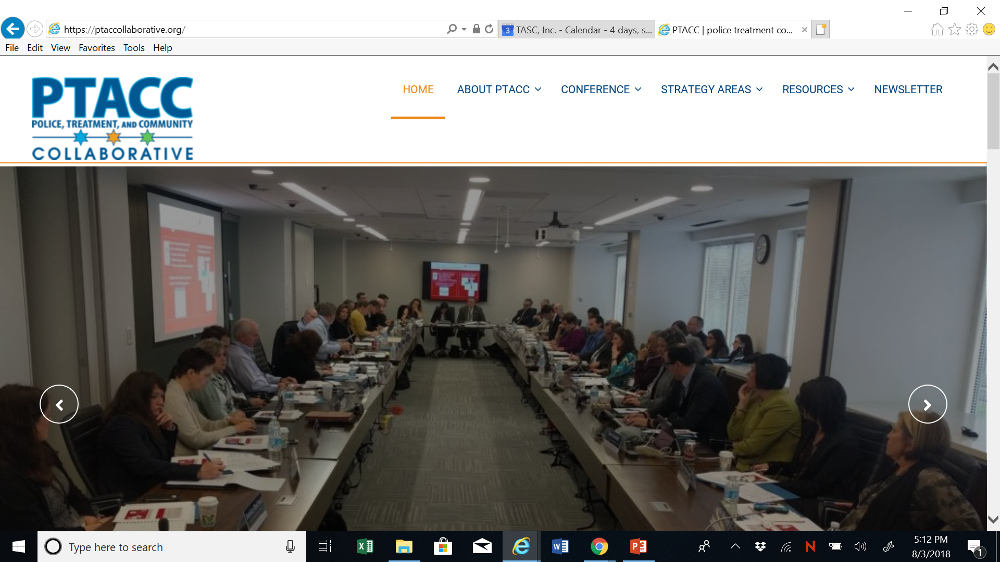 https://ptaccollaborative.org/
3 TASC, Inc. - Calendar - 4 days, s...
PTACC | police treatment co...
File Edit View Favorites Tools Help
PTACC
POLICE, TREATMENT, AND COMMUNITY
COLLABORATIVE
HOME ABOUT PTACC CONFERENCE STRATEGY AREAS RESOURCES NEWSLETTER
Type here to search
5:12 PM
8/3/2018
1